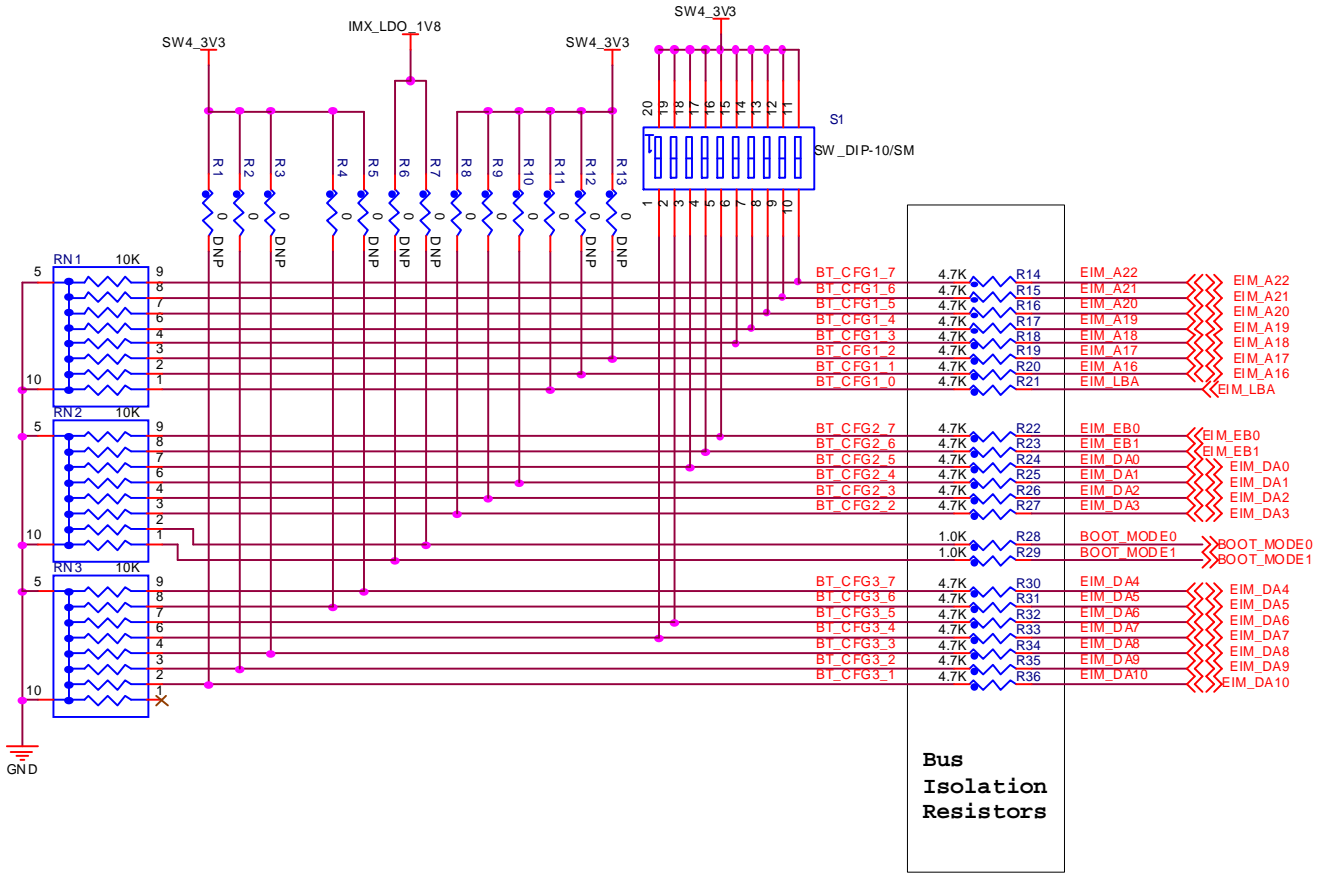 SW4_3V3
IMX_LDO_1V8
SW4_3V3
SW4_3V3
20 19 18 17 16 15 14 13 12 11
S1
SW_DIP-10/SM
1 2 3 4 5 6 7 8 9 10
R1 R2 R3 R4 R5 R6 R7 R8 R9 R10 R11 R12 R13
0 0 0 0 0 0 0 0 0 0 0 0 0
DNP DNP DNP DNP DNP DNP DNP
RN1 10K
5 10
9 8 7 6 4 3 2 1
BT_CFG1_7 4.7K R14 EIM_A22 EIM_A22
BT_CFG1_6 4.7K R15 EIM_A21 EIM_A21
BT_CFG1_5 4.7K R16 EIM_A20 EIM_A20
BT_CFG1_4 4.7K R17 EIM_A19 EIM_A19
BT_CFG1_3 4.7K R18 EIM_A18 EIM_A18
BT_CFG1_2 4.7K R19 EIM_A17 EIM_A17
BT_CFG1_1 4.7K R20 EIM_A16 EIM_A16
BT_CFG1_0 4.7K R21 EIM_LBA EIM_LBA
RN2 10K
5 10
9 8 7 6 4 3 2 1
BT_CFG2_7 4.7K R22 EIM_EB0 EIM_EB0
BT_CFG2_6 4.7K R23 EIM_EB1 EIM_EB1
BT_CFG2_5 4.7K R24 EIM_DA0 EIM_DA0
BT_CFG2_4 4.7K R25 EIM_DA1 EIM_DA1
BT_CFG2_3 4.7K R26 EIM_DA2 EIM_DA2
BT_CFG2_2 4.7K R27 EIM_DA3 EIM_DA3
1.0K R28 BOOT_MODE0 BOOT_MODE0
1.0K R29 BOOT_MODE1 BOOT_MODE1
RN3 10K
5 10
9 8 7 6 4 3 2 1
BT_CFG3_7 4.7K R30 EIM_DA4 EIM_DA4
BT_CFG3_6 4.7K R31 EIM_DA5 EIM_DA5
BT_CFG3_5 4.7K R32 EIM_DA6 EIM_DA6
BT_CFG3_4 4.7K R33 EIM_DA7 EIM_DA7
BT_CFG3_3 4.7K R34 EIM_DA8 EIM_DA8
BT_CFG3_2 4.7K R35 EIM_DA9 EIM_DA9
BT_CFG3_1 4.7K R36 EIM_DA10 EIM_DA10
GND
Bus
Isolation
Resistors